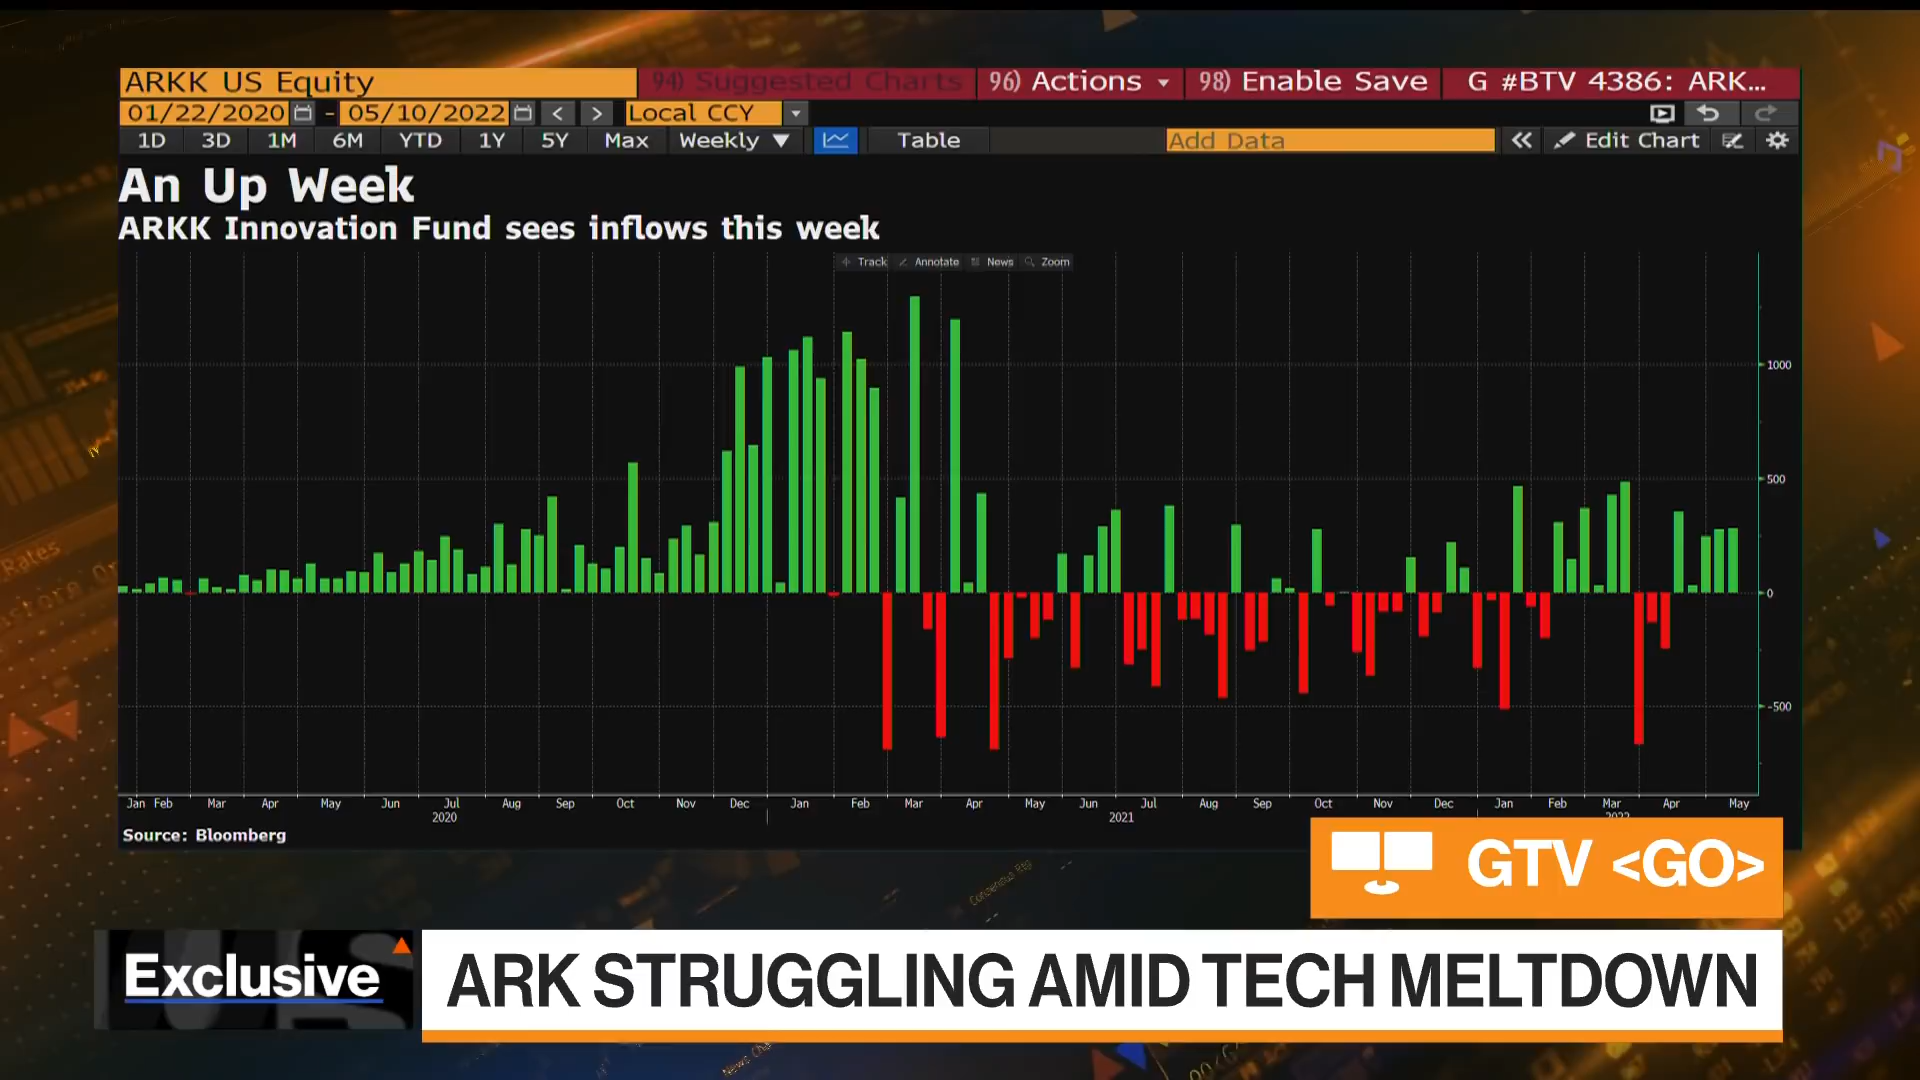 ARKK US Equity 94) Suggested Charts 96) Actions 98) Enable Save G #BTV 4386: ARK...
01/22/2020 - 05/10/2022 < > Local CCY
1D 3D 1M 6M YTD 1Y 5Y Max Weekly Table Add Data « Edit Chart
An Up Week
ARKK Innovation Fund sees inflows this week
Track Annotate News Zoom
1000
500
0
-500
Jan Feb Mar Apr May Jun Jul Aug Sep Oct Nov Dec Jan Feb Mar Apr May Jun Jul Aug Sep Oct Nov Dec Jan Feb Mar Apr May
2020 2021 2022
Source: Bloomberg
GTV <GO>
Exclusive
ARK STRUGGLING AMID TECH MELTDOWN